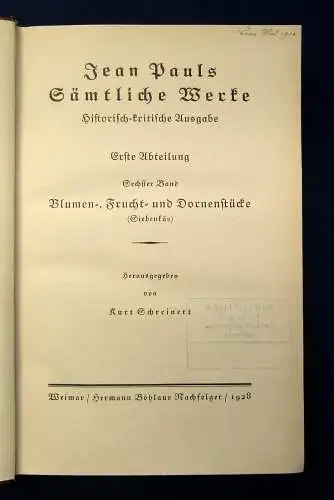 Jean Pauls
Sämtliche Werke
Historisch-kritische Ausgabe
Erste Abteilung
Sechster Band
Blumen-, Frucht- und Dornenstücke
(Siebenkäs)
Herausgegeben
von
Kurt Schreinert
Weimar / Hermann Böhlaus Nachfolger / 1928